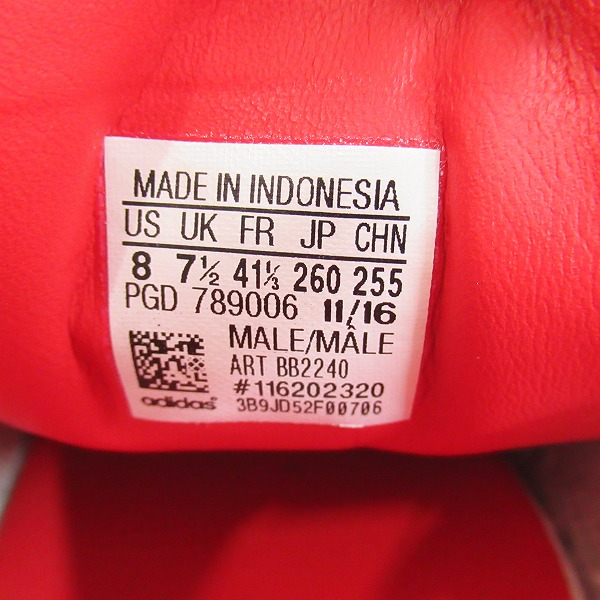 MADE IN INDONESIA
US UK FR JP CHN
8 7½ 41⅓ 260 255
PGD 789006 11/16
MALE/MÂLE
ART BB2240
#116202320
adidas® 3B9JD52F00706